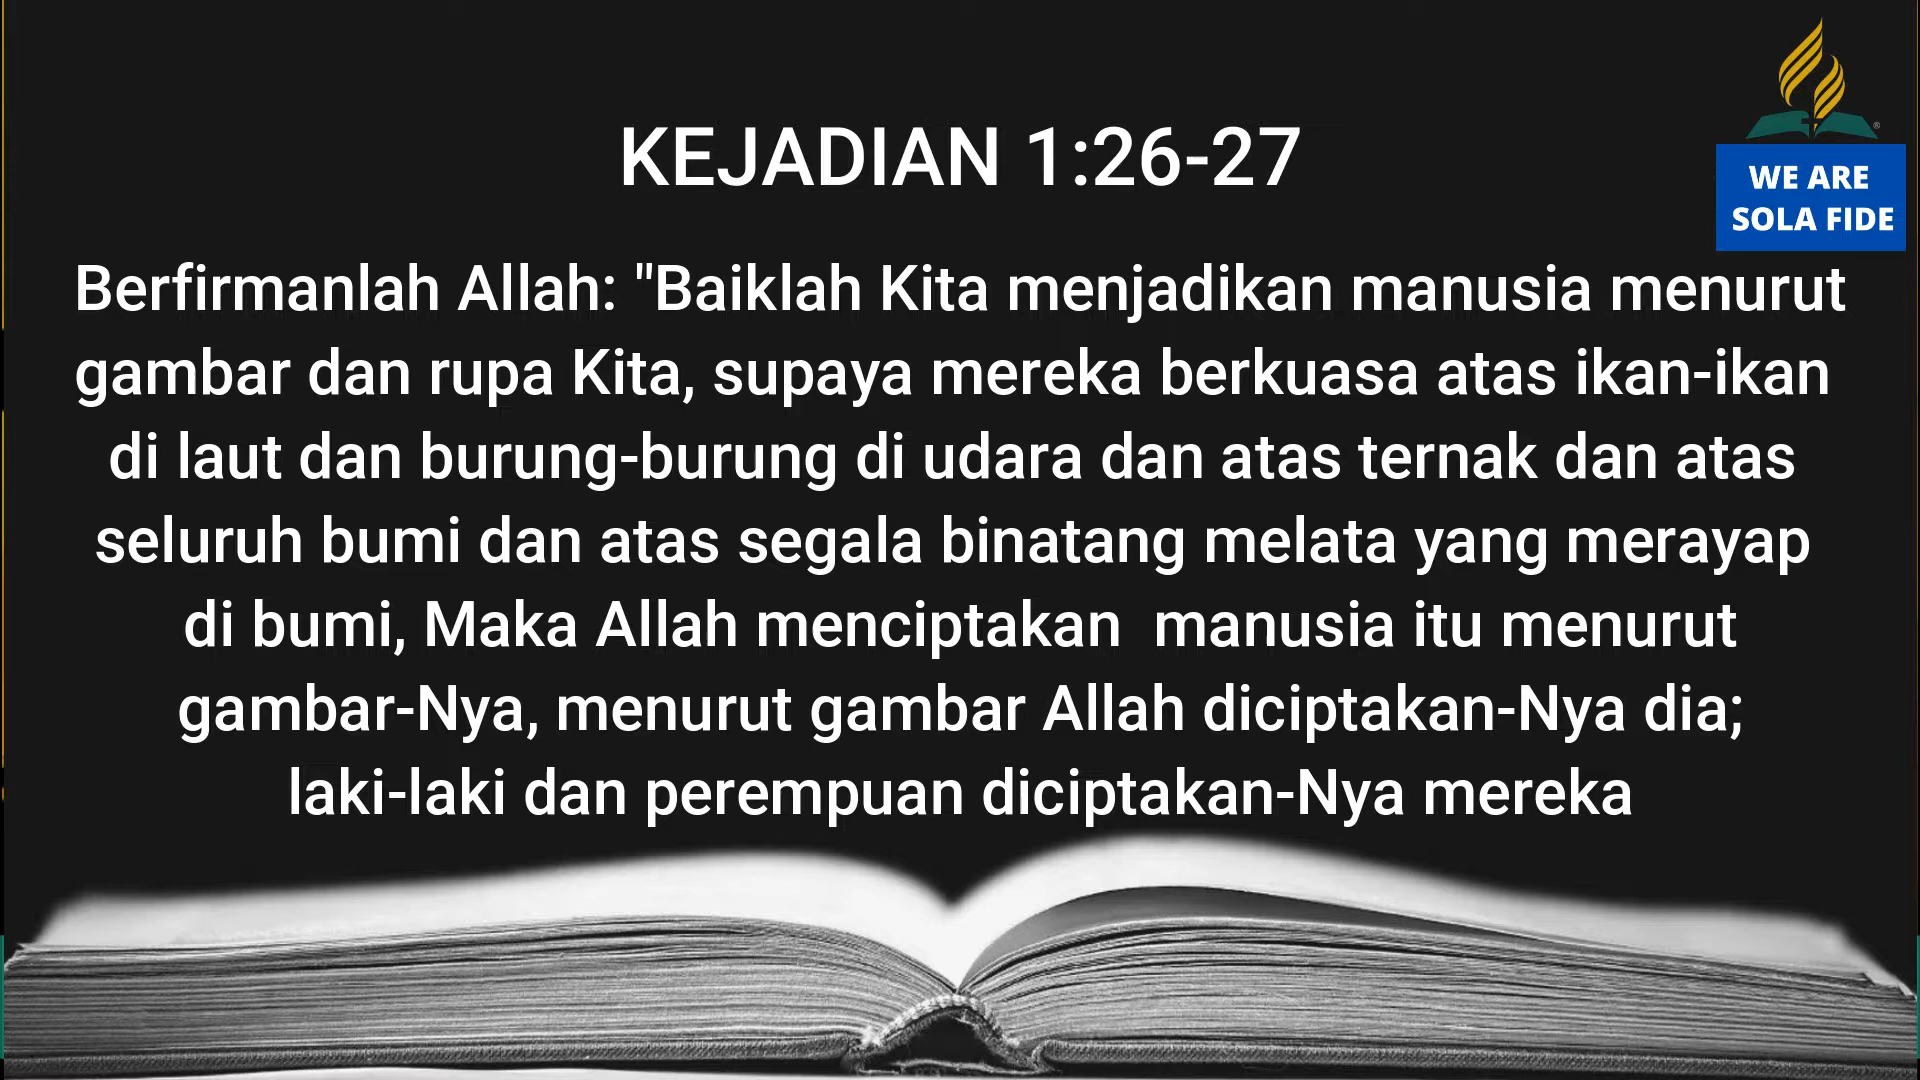 KEJADIAN 1:26-27
WE ARE
SOLA FIDE
Berfirmanlah Allah: "Baiklah Kita menjadikan manusia menurut
gambar dan rupa Kita, supaya mereka berkuasa atas ikan-ikan
di laut dan burung-burung di udara dan atas ternak dan atas
seluruh bumi dan atas segala binatang melata yang merayap
di bumi, Maka Allah menciptakan  manusia itu menurut
gambar-Nya, menurut gambar Allah diciptakan-Nya dia;
laki-laki dan perempuan diciptakan-Nya mereka